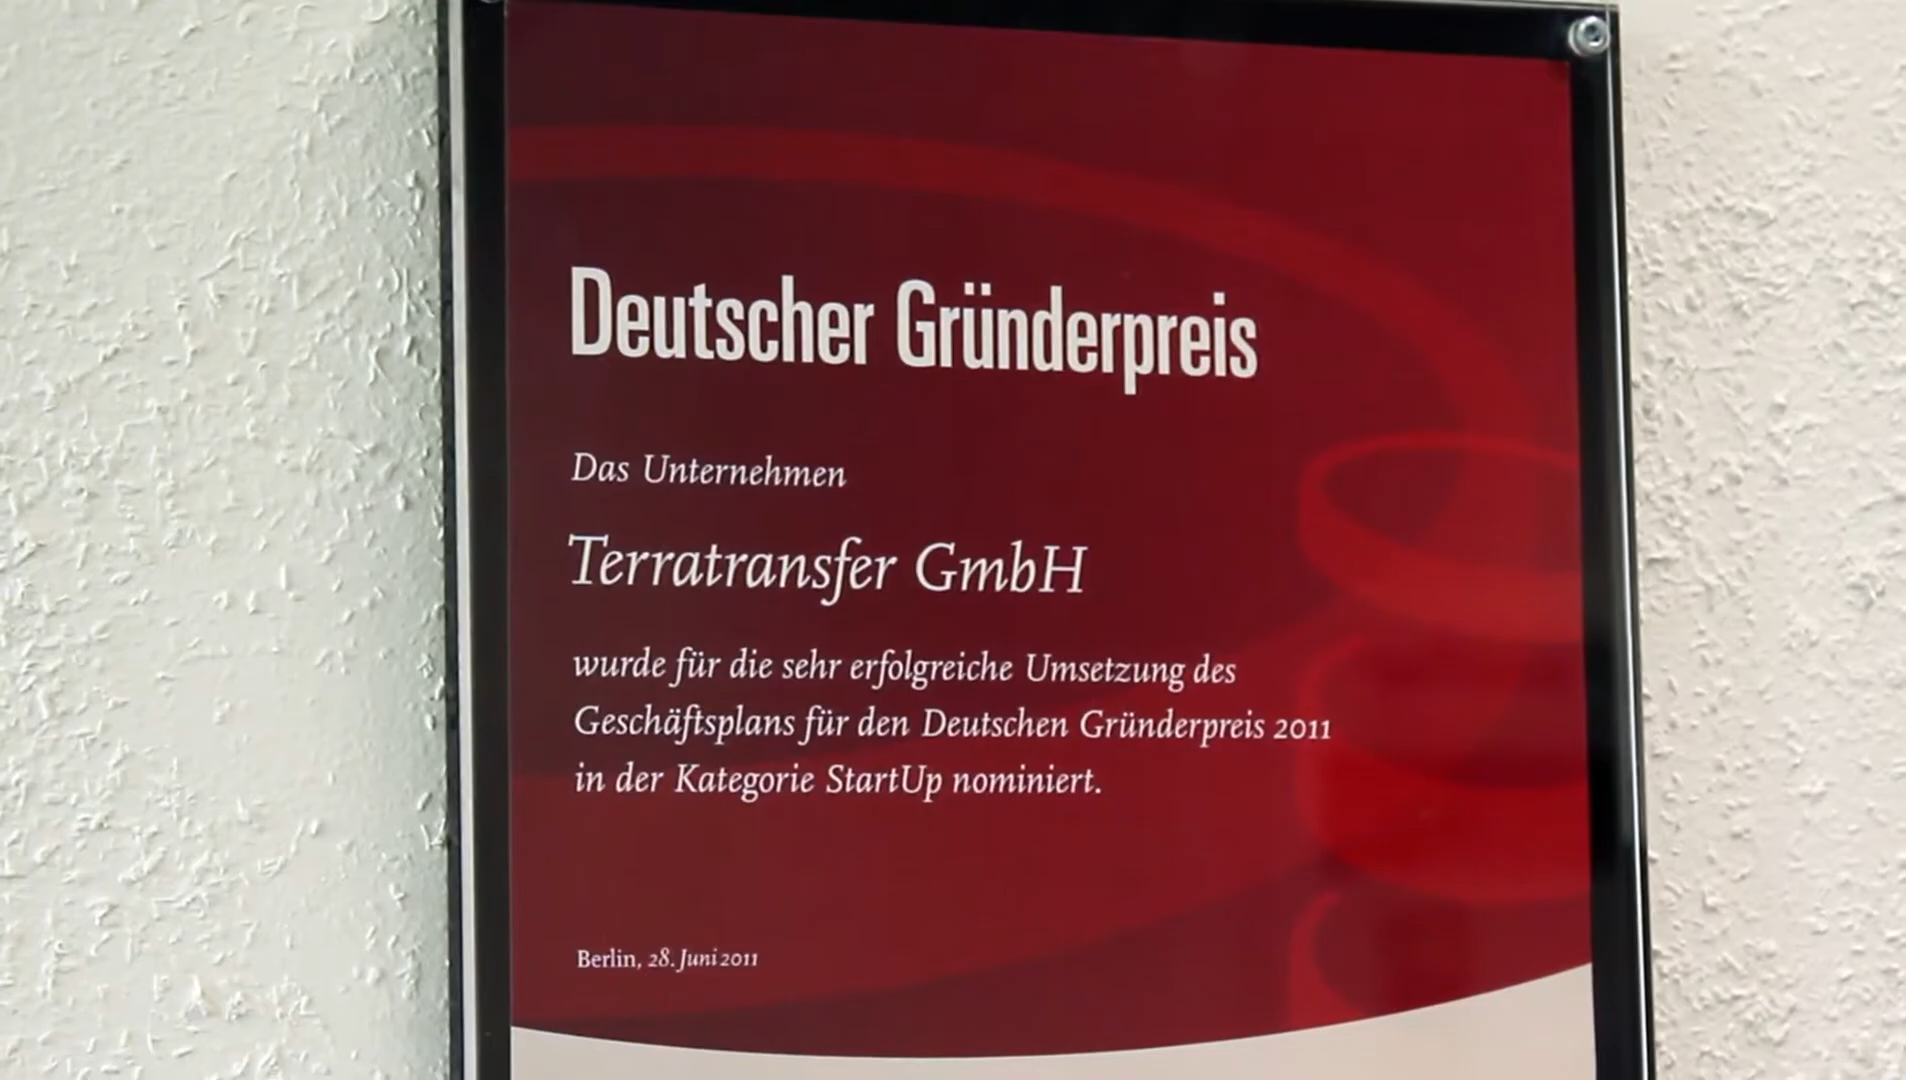 Deutscher Gründerpreis
Das Unternehmen
Terratransfer GmbH
wurde für die sehr erfolgreiche Umsetzung des
Geschäftsplans für den Deutschen Gründerpreis 2011
in der Kategorie StartUp nominiert.
Berlin, 28. Juni 2011